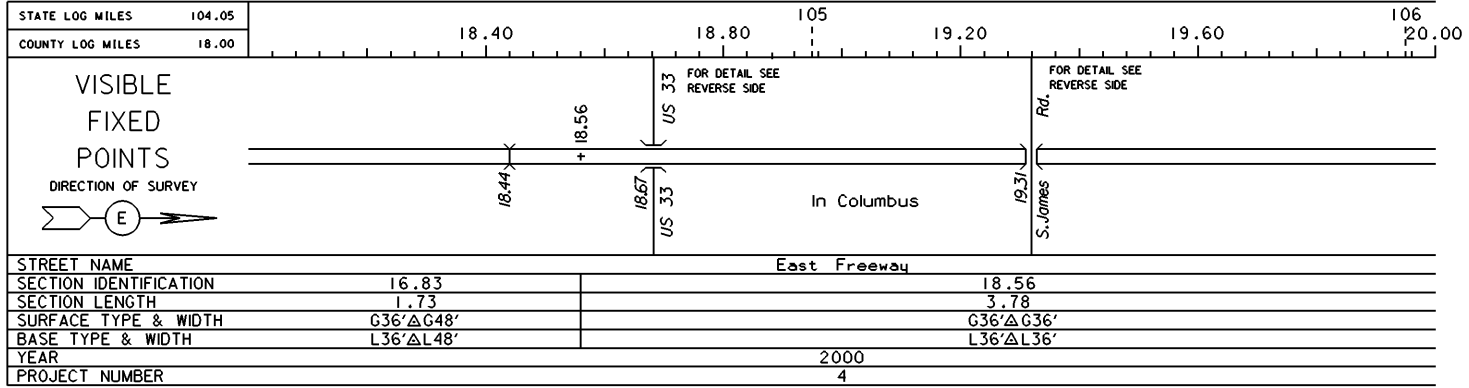 STATE LOG MILES 104.05 105 106
COUNTY LOG MILES 18.00 18.40 18.80 19.20 19.60 20.00
VISIBLE
FIXED
POINTS
DIRECTION OF SURVEY
E
18.44
+ 18.56
18.67
US 33
US 33
FOR DETAIL SEE
REVERSE SIDE
In Columbus
19.31
S.James Rd.
FOR DETAIL SEE
REVERSE SIDE
STREET NAME East Freeway
SECTION IDENTIFICATION 16.83 18.56
SECTION LENGTH 1.73 3.78
SURFACE TYPE & WIDTH G36'△G48' G36'△G36'
BASE TYPE & WIDTH L36'△L48' L36'△L36'
YEAR 2000
PROJECT NUMBER 4